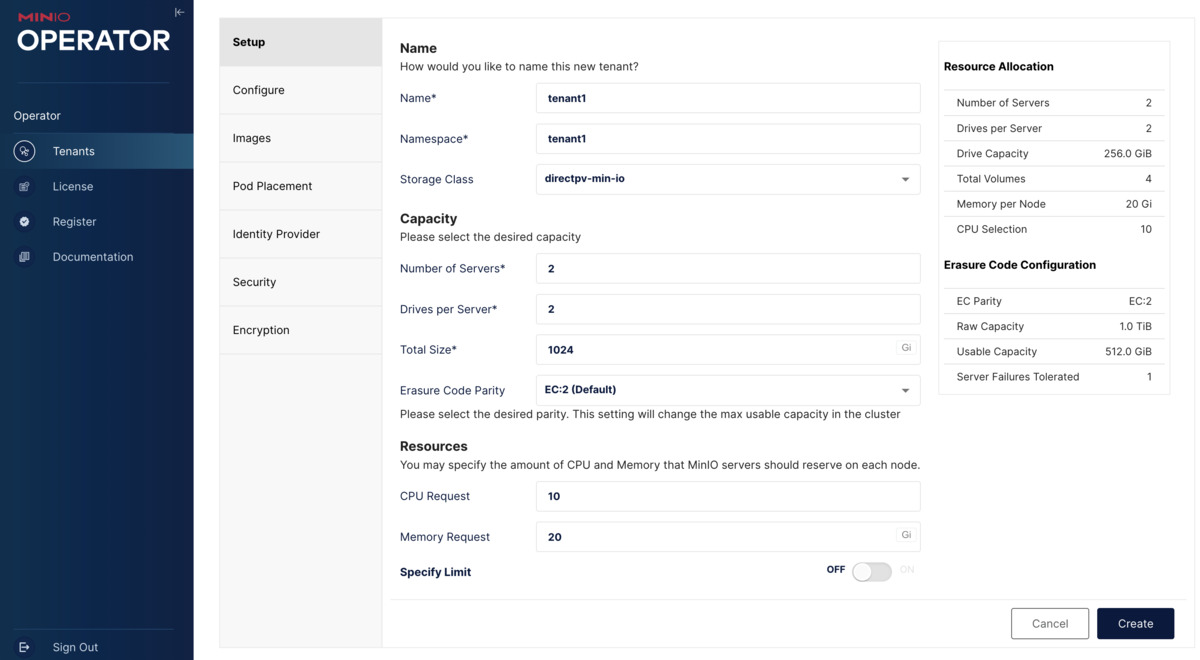 MINIO
OPERATOR
Operator
Tenants
License
Register
Documentation
Sign Out
Setup
Configure
Images
Pod Placement
Identity Provider
Security
Encryption
Name
How would you like to name this new tenant?
Name* tenant1
Namespace* tenant1
Storage Class directpv-min-io
Capacity
Please select the desired capacity
Number of Servers* 2
Drives per Server* 2
Total Size* 1024 Gi
Erasure Code Parity EC:2 (Default)
Please select the desired parity. This setting will change the max usable capacity in the cluster
Resources
You may specify the amount of CPU and Memory that MinIO servers should reserve on each node.
CPU Request 10
Memory Request 20 Gi
Specify Limit OFF ON
Resource Allocation
Number of Servers 2
Drives per Server 2
Drive Capacity 256.0 GiB
Total Volumes 4
Memory per Node 20 Gi
CPU Selection 10
Erasure Code Configuration
EC Parity EC:2
Raw Capacity 1.0 TiB
Usable Capacity 512.0 GiB
Server Failures Tolerated 1
Cancel Create